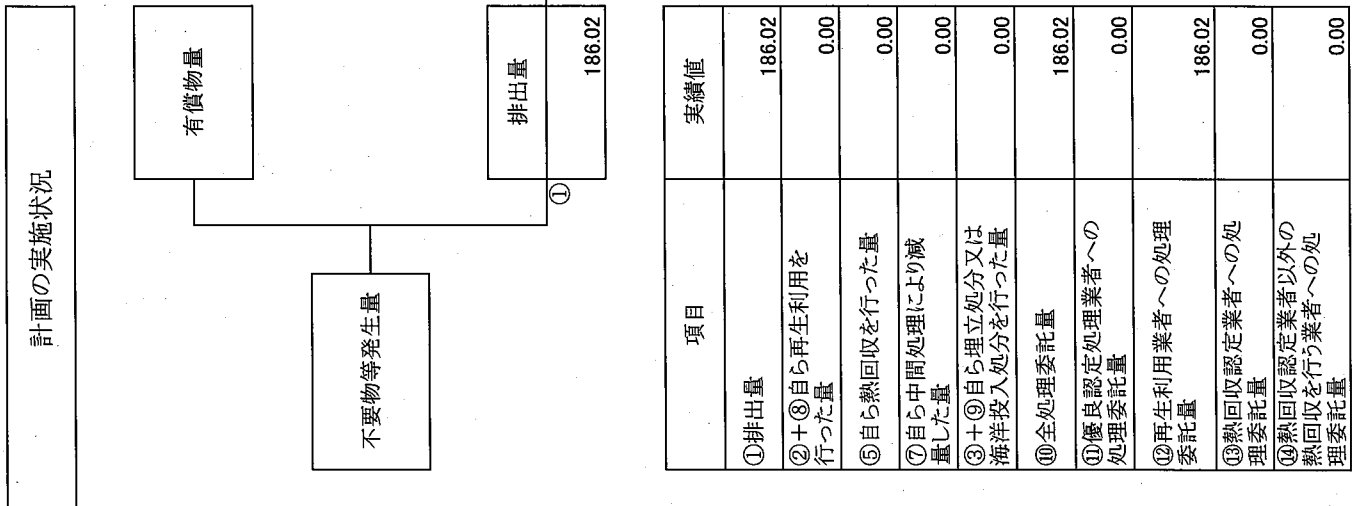 計画の実施状況
有償物量
不要物等発生量
排出量
①
186.02
項目
実績値
①排出量
186.02
②+⑧自ら再生利用を
行った量
0.00
⑤自ら熱回収を行った量
0.00
⑦自ら中間処理により減
量した量
0.00
③+⑨自ら埋立処分又は
海洋投入処分を行った量
0.00
⑩全処理委託量
186.02
⑪優良認定処理業者への
処理委託量
0.00
⑫再生利用業者への処理
委託量
186.02
⑬熱回収認定業者への処
理委託量
0.00
⑭熱回収認定業者以外の
熱回収を行う業者への処
理委託量
0.00